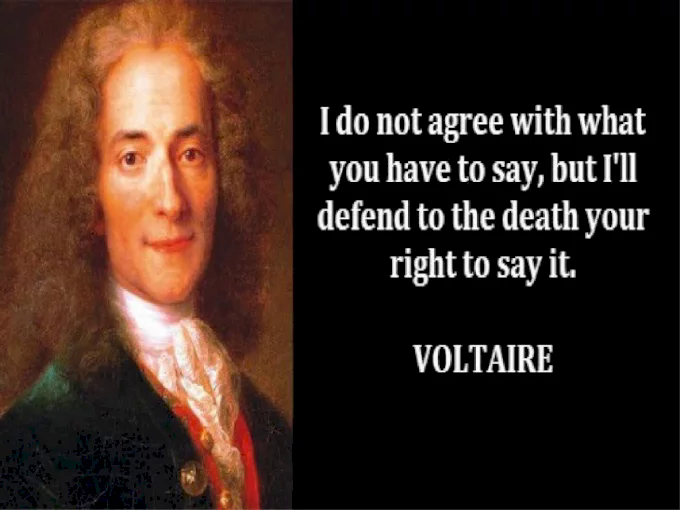 I do not agree with what
you have to say, but I'll
defend to the death your
right to say it.
VOLTAIRE